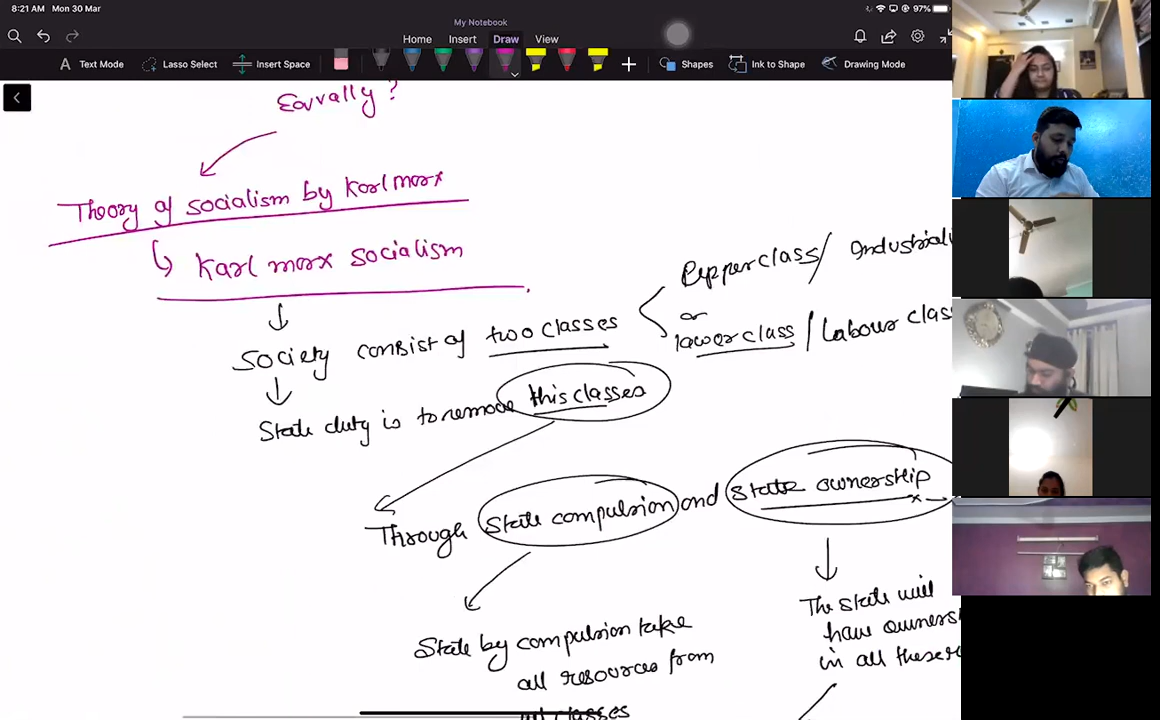 8:21 AM Mon 30 Mar
97%
My Notebook
Home Insert Draw View
Text Mode Lasso Select Insert Space Shapes Ink to Shape Drawing Mode
Eavally?
Theory of socialism by Karl marx
Karl marx socialism
Upperclass / Industriali
or
lower class / Labour clas
Society consist of two classes
State duty is to remove this classes
Through State compulsion and State ownership
The state will
have owners
in all these
State by compulsion take
all resources from
classes